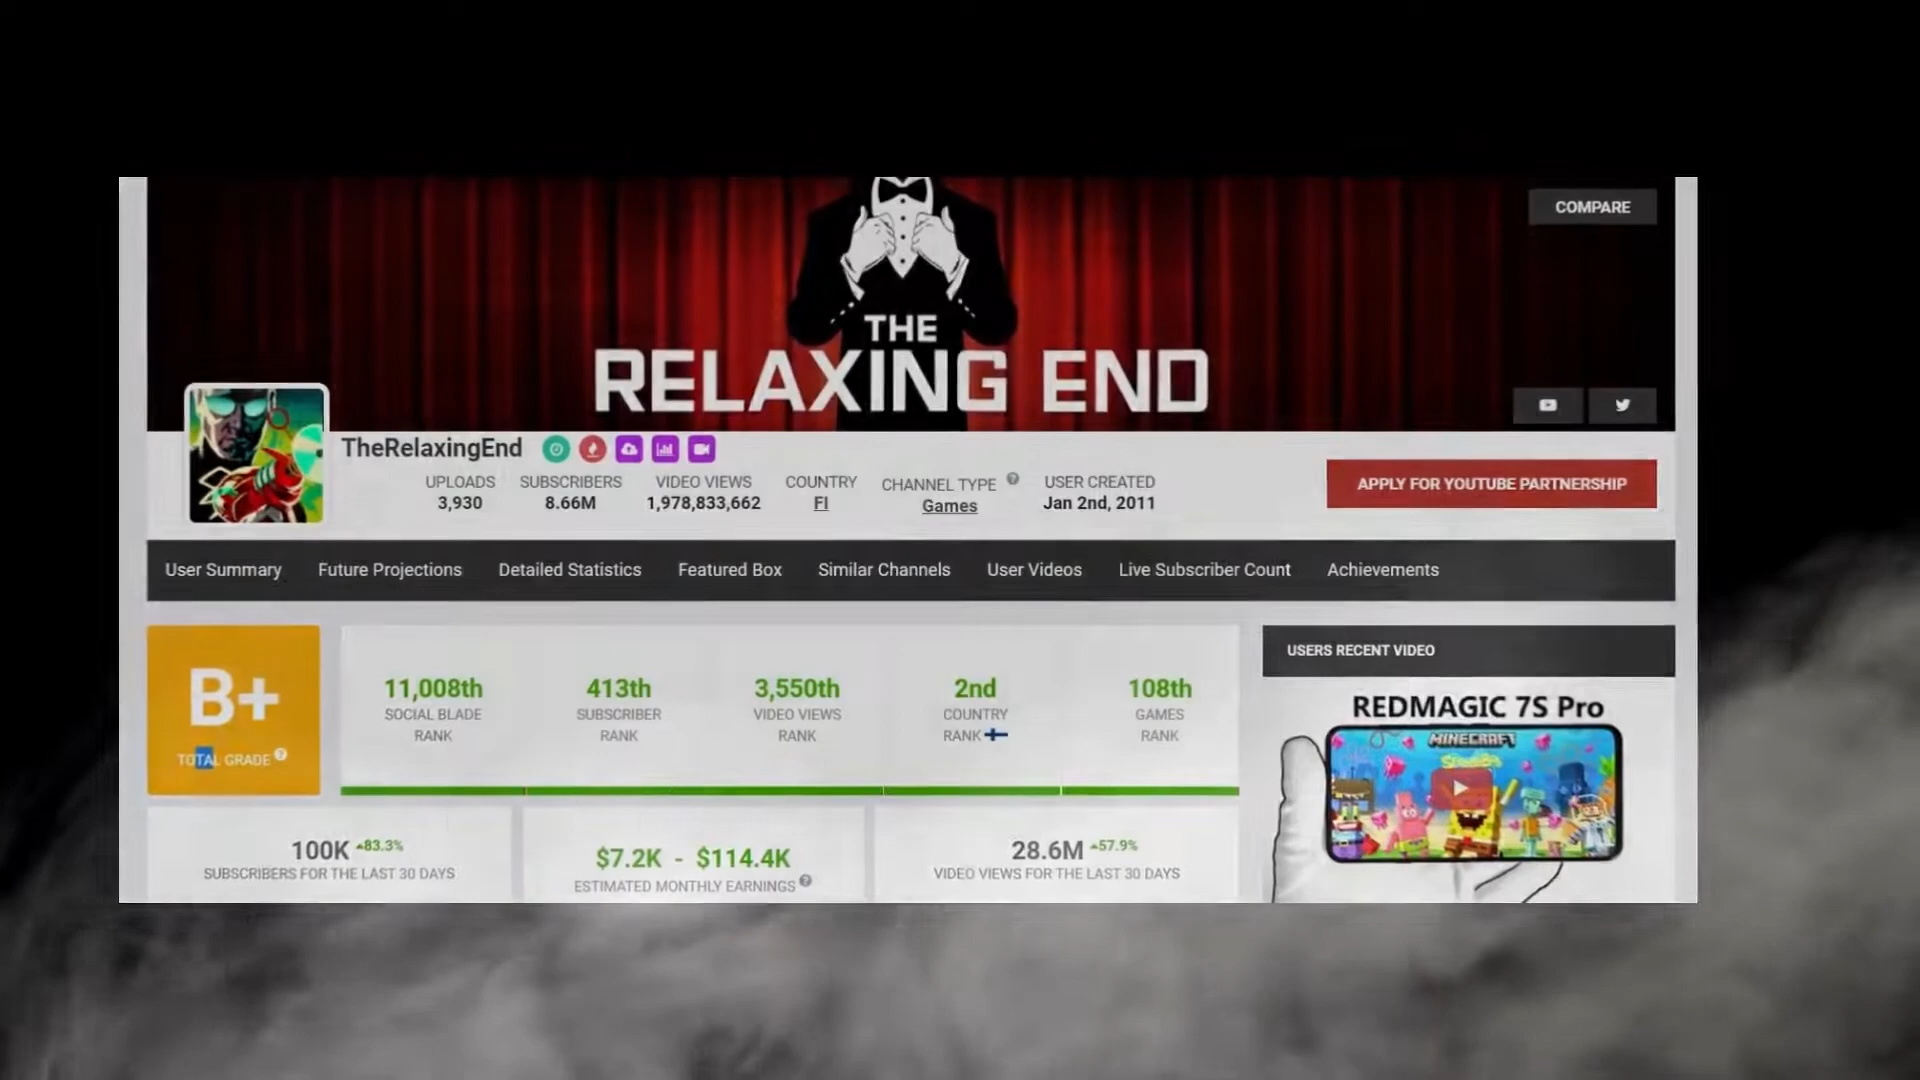 COMPARE
THE
RELAXING END
TheRelaxingEnd
UPLOADS
3,930
SUBSCRIBERS
8.66M
VIDEO VIEWS
1,978,833,662
COUNTRY
FI
CHANNEL TYPE
Games
USER CREATED
Jan 2nd, 2011
APPLY FOR YOUTUBE PARTNERSHIP
User Summary
Future Projections
Detailed Statistics
Featured Box
Similar Channels
User Videos
Live Subscriber Count
Achievements
B+
TOTAL GRADE
11,008th
SOCIAL BLADE
RANK
413th
SUBSCRIBER
RANK
3,550th
VIDEO VIEWS
RANK
2nd
COUNTRY
RANK
108th
GAMES
RANK
USERS RECENT VIDEO
REDMAGIC 7S Pro
MINECRAFT
100K 83.3%
SUBSCRIBERS FOR THE LAST 30 DAYS
$7.2K - $114.4K
ESTIMATED MONTHLY EARNINGS
28.6M 57.9%
VIDEO VIEWS FOR THE LAST 30 DAYS